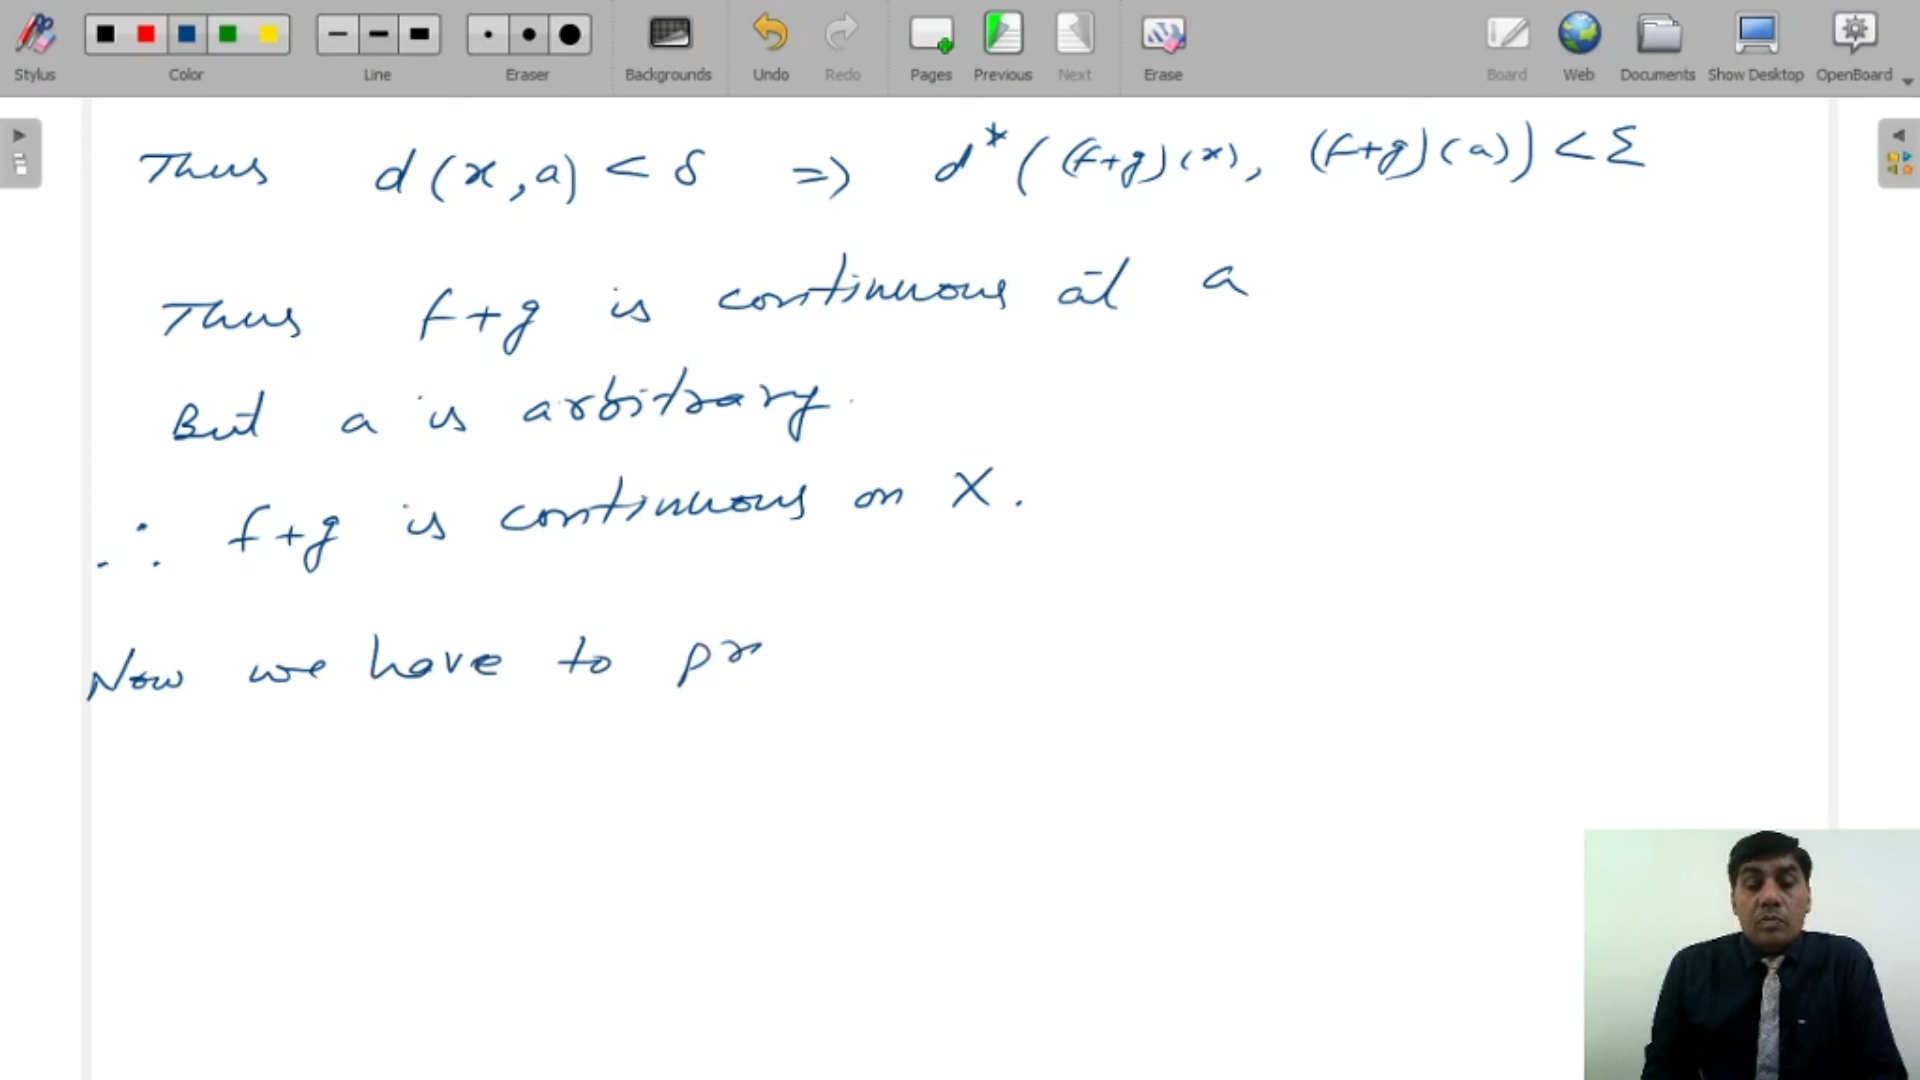 Stylus
Color
Line
Eraser
Backgrounds
Undo
Redo
Pages
Previous
Next
Erase
Board
Web
Documents
Show Desktop
OpenBoard
Thus d(x,a) < δ => d*((f+g)(x), (f+g)(a)) < Σ
Thus f+g is continuous at a
But a is arbitrary.
∴ f+g is continuous on X.
Now we have to pr